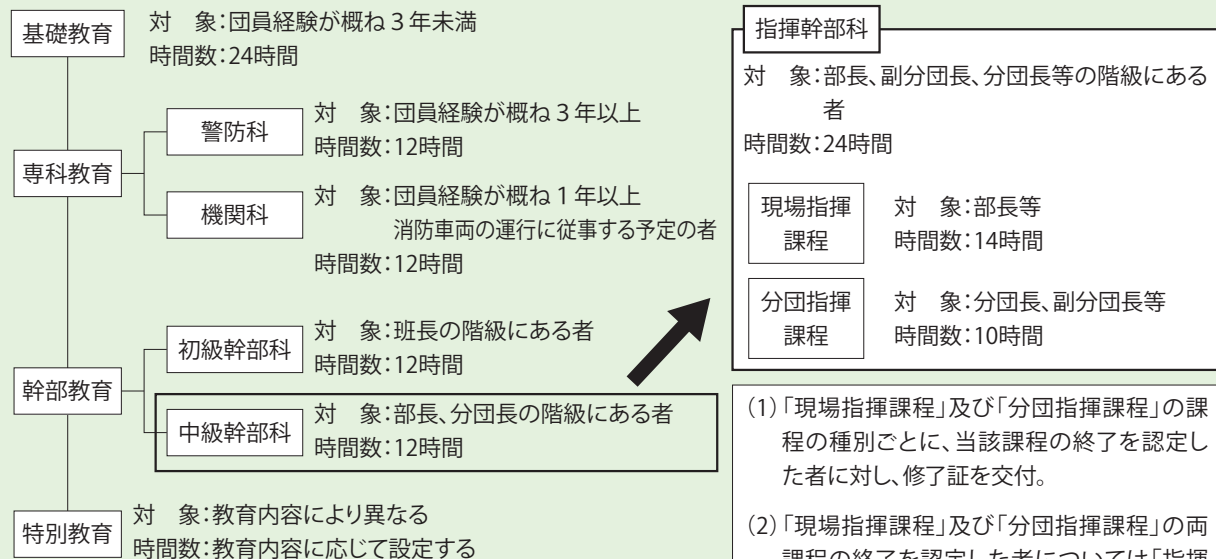 基礎教育
対　象：団員経験が概ね３年未満
時間数：24時間
専科教育
警防科
対　象：団員経験が概ね３年以上
時間数：12時間
機関科
対　象：団員経験が概ね１年以上
消防車両の運行に従事する予定の者
時間数：12時間
幹部教育
初級幹部科
対　象：班長の階級にある者
時間数：12時間
中級幹部科
対　象：部長、分団長の階級にある者
時間数：12時間
特別教育
対　象：教育内容により異なる
時間数：教育内容に応じて設定する
指揮幹部科
対　象：部長、副分団長、分団長等の階級にある
者
時間数：24時間
現場指揮
課程
対　象：部長等
時間数：14時間
分団指揮
課程
対　象：分団長、副分団長等
時間数：10時間
(1)「現場指揮課程」及び「分団指揮課程」の課
程の種別ごとに、当該課程の終了を認定し
た者に対し、修了証を交付。
(2)「現場指揮課程」及び「分団指揮課程」の両
課程の終了を認定した者については「指揮